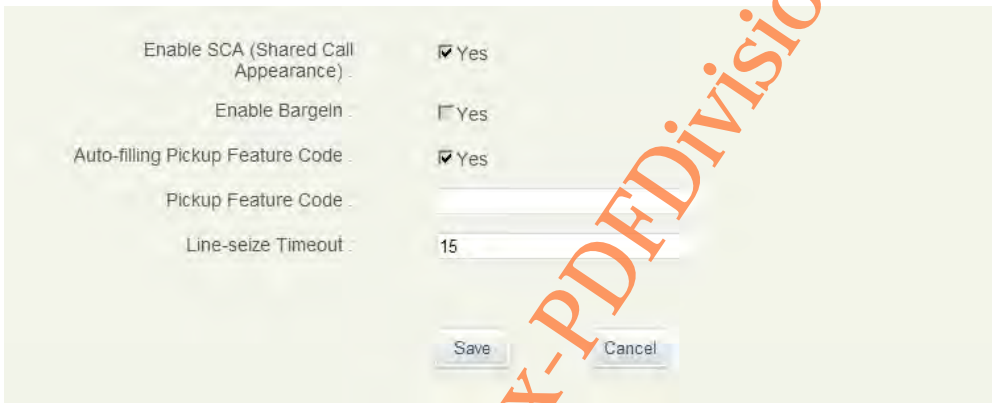 Enable SCA (Shared Call
Appearance) :
Yes
Enable BargeIn :
Yes
Auto-filling Pickup Feature Code :
Yes
Pickup Feature Code :
Line-seize Timeout :
15
Save
Cancel
x-PDFDivisio